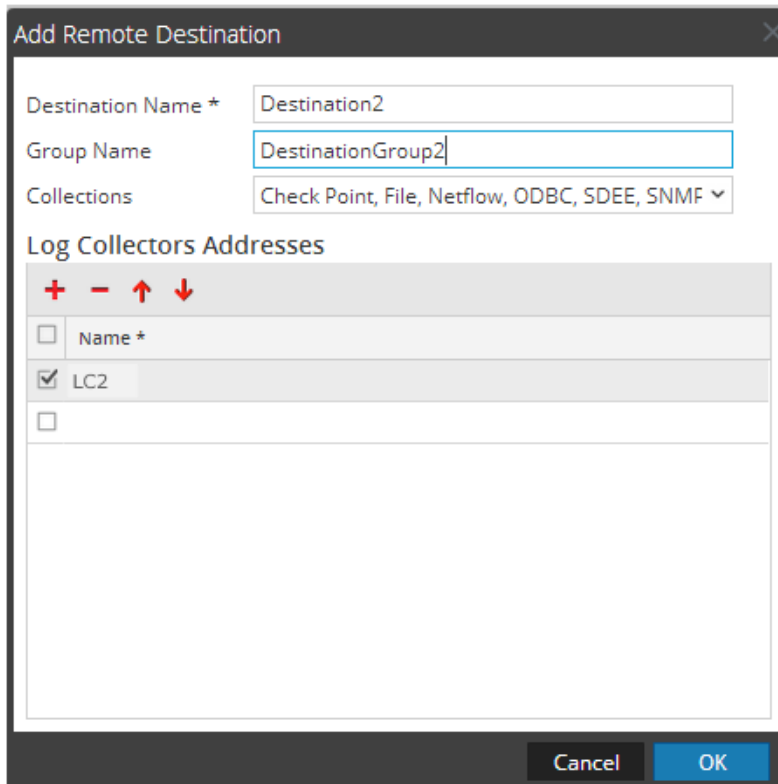 Add Remote Destination
Destination Name * Destination2
Group Name DestinationGroup2
Collections Check Point, File, Netflow, ODBC, SDEE, SNMP
Log Collectors Addresses
Name *
LC2
Cancel OK